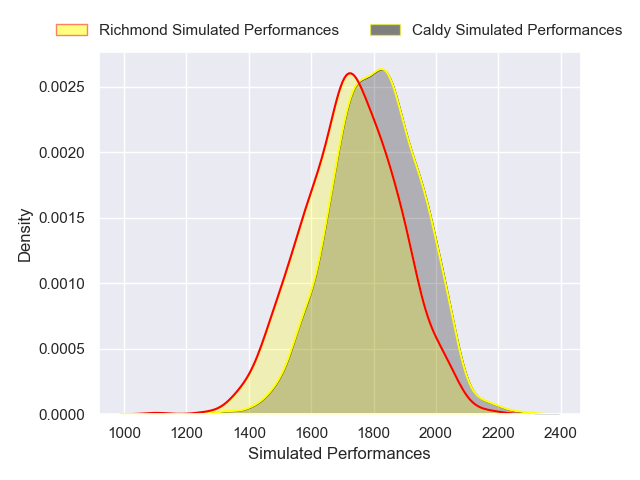 Richmond Simulated Performances Caldy Simulated Performances
0.0025
0.0020
0.0015
0.0010
0.0005
0.0000
Density
1000 1200 1400 1600 1800 2000 2200 2400
Simulated Performances